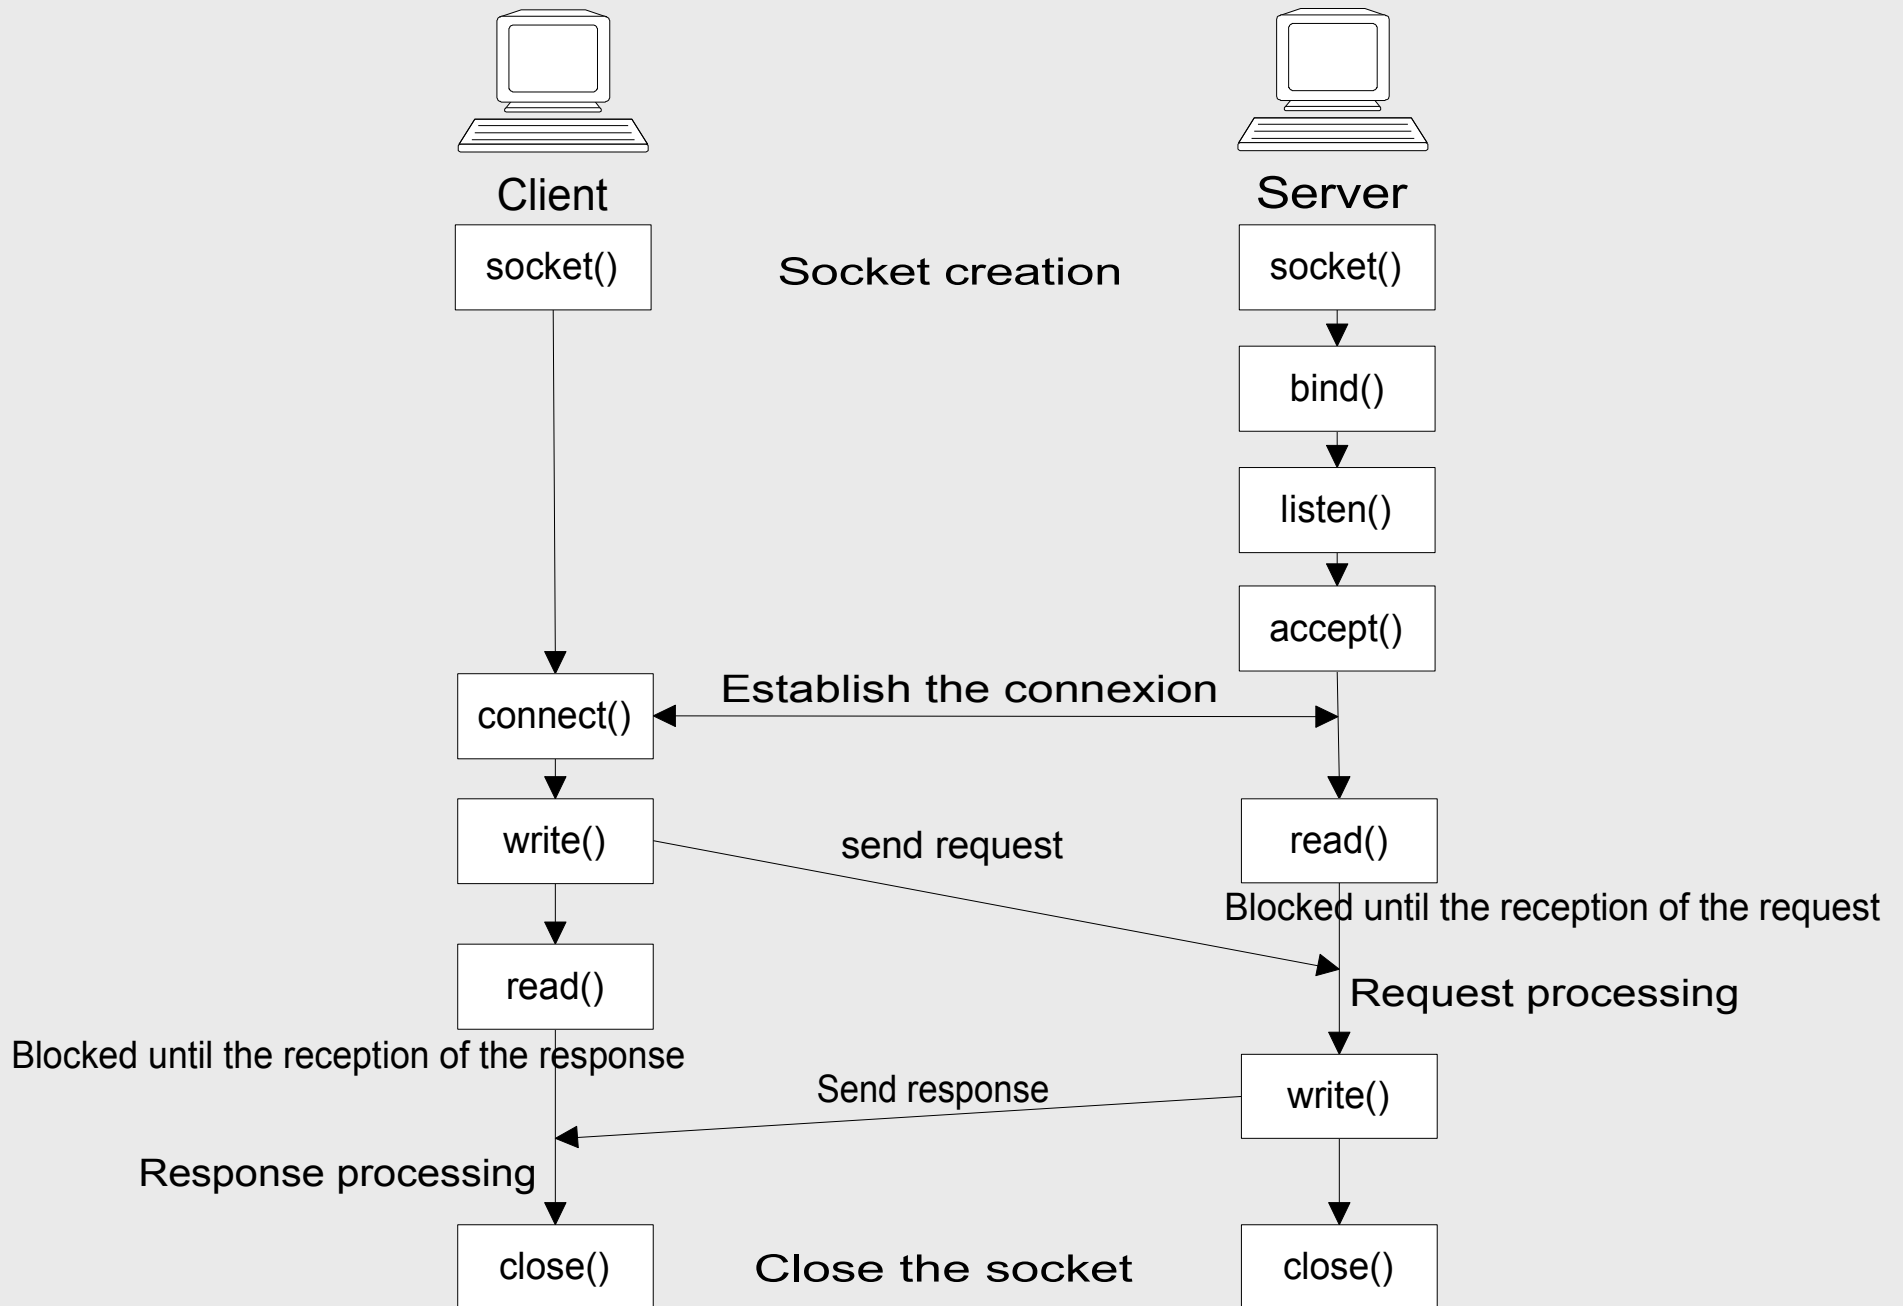 Client
Server
socket()
Socket creation
socket()
bind()
listen()
accept()
Establish the connexion
connect()
write()
send request
read()
Blocked until the reception of the request
read()
Request processing
Blocked until the reception of the response
Send response
write()
Response processing
close()
Close the socket
close()